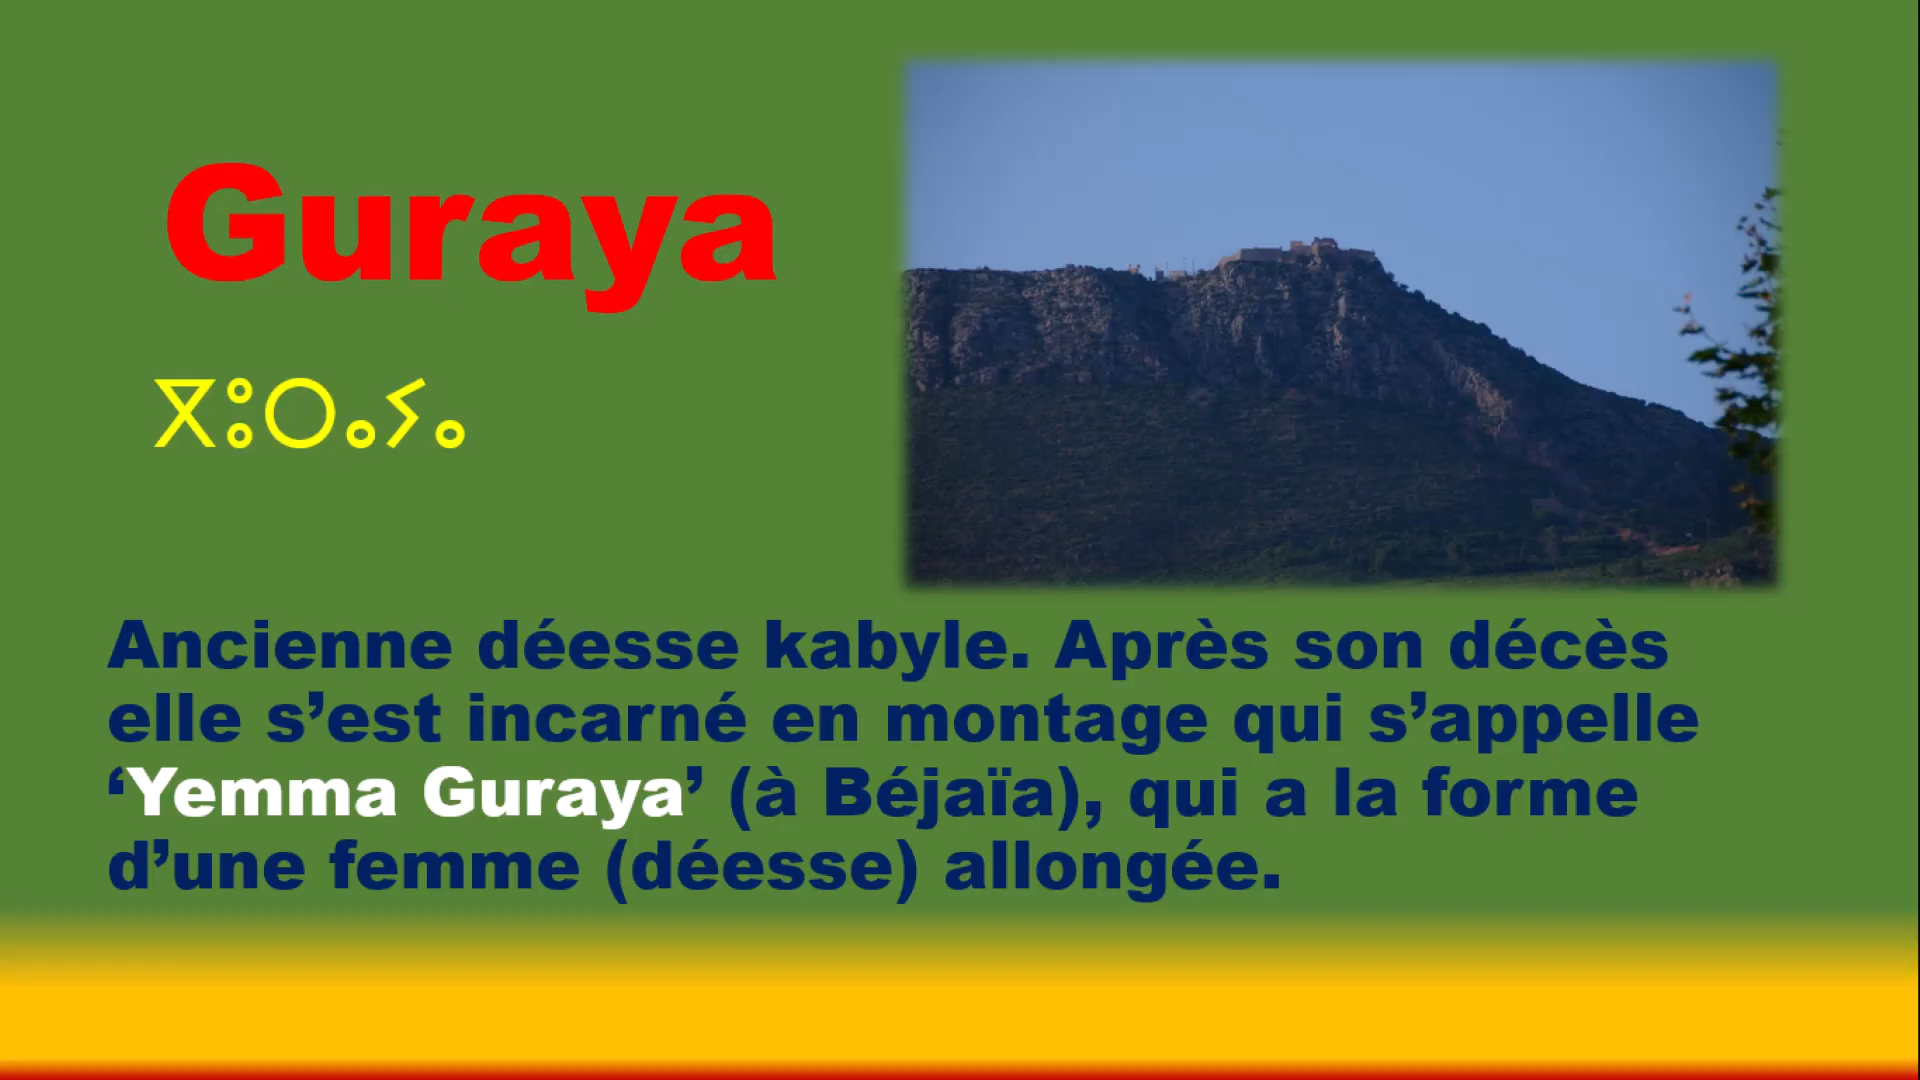 Guraya
ⴳⵓⵔⴰⵢⴰ
Ancienne déesse kabyle. Après son décès
elle s’est incarné en montage qui s’appelle
‘Yemma Guraya’ (à Béjaïa), qui a la forme
d’une femme (déesse) allongée.